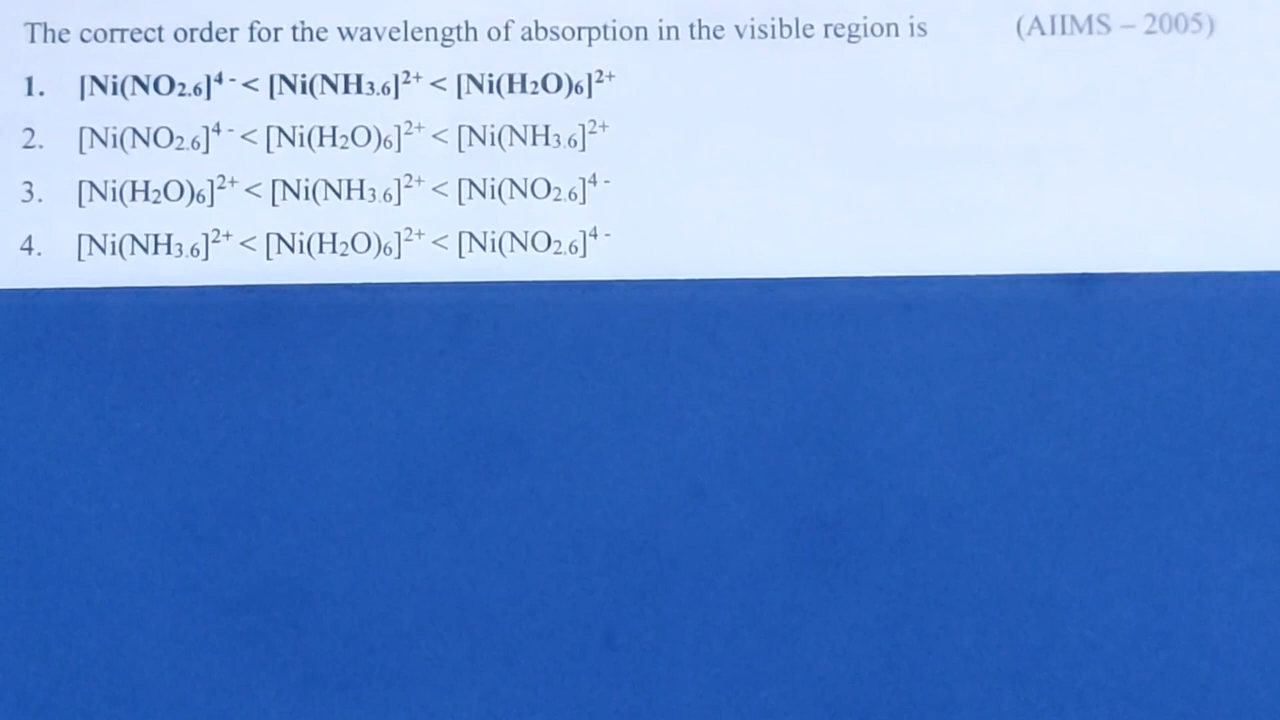 The correct order for the wavelength of absorption in the visible region is (AIIMS – 2005)
1. [Ni(NO₂.₆]⁴⁻ < [Ni(NH₃.₆]²⁺ < [Ni(H₂O)₆]²⁺
2. [Ni(NO₂.₆]⁴⁻ < [Ni(H₂O)₆]²⁺ < [Ni(NH₃.₆]²⁺
3. [Ni(H₂O)₆]²⁺ < [Ni(NH₃.₆]²⁺ < [Ni(NO₂.₆]⁴⁻
4. [Ni(NH₃.₆]²⁺ < [Ni(H₂O)₆]²⁺ < [Ni(NO₂.₆]⁴⁻